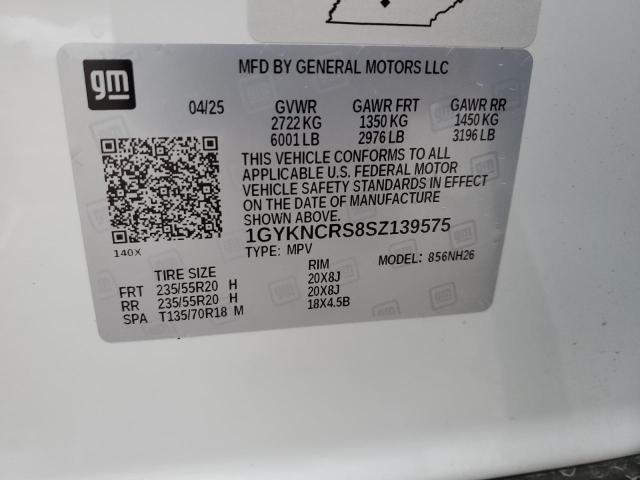 gm
MFD BY GENERAL MOTORS LLC
04/25 GVWR GAWR FRT GAWR RR
2722 KG 1350 KG 1450 KG
6001 LB 2976 LB 3196 LB
THIS VEHICLE CONFORMS TO ALL
APPLICABLE U.S. FEDERAL MOTOR
VEHICLE SAFETY STANDARDS IN EFFECT
ON THE DATE OF MANUFACTURE
SHOWN ABOVE.
1GYKNCRS8SZ139575
140X
TYPE: MPV MODEL: 856NH26
TIRE SIZE RIM
FRT 235/55R20 H 20X8J
RR 235/55R20 H 20X8J
SPA T135/70R18 M 18X4.5B